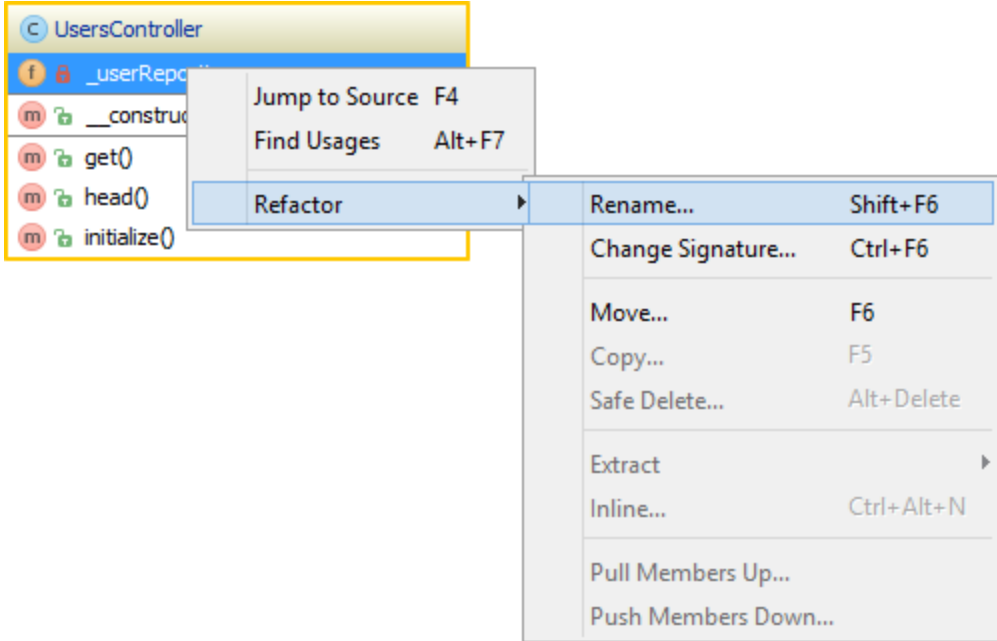 C UsersController
f _userRepo
m __construc
m get()
m head()
m initialize()
Jump to Source F4
Find Usages Alt+F7
Refactor
Rename... Shift+F6
Change Signature... Ctrl+F6
Move... F6
Copy... F5
Safe Delete... Alt+Delete
Extract
Inline... Ctrl+Alt+N
Pull Members Up...
Push Members Down...